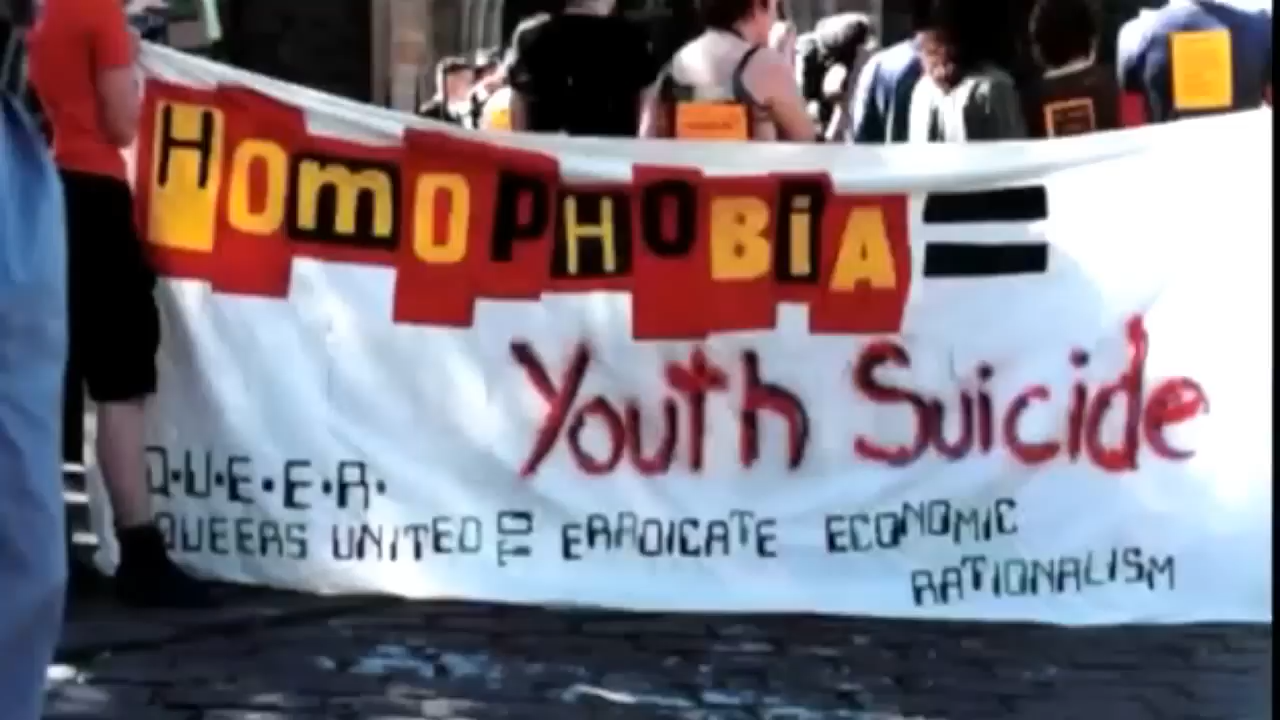 HOmOPHOBiA =
Youth Suicide
Q·U·E·E·R·
QUEERS UNiTED TO ERADICATE ECONOMiC
RATIONALISM